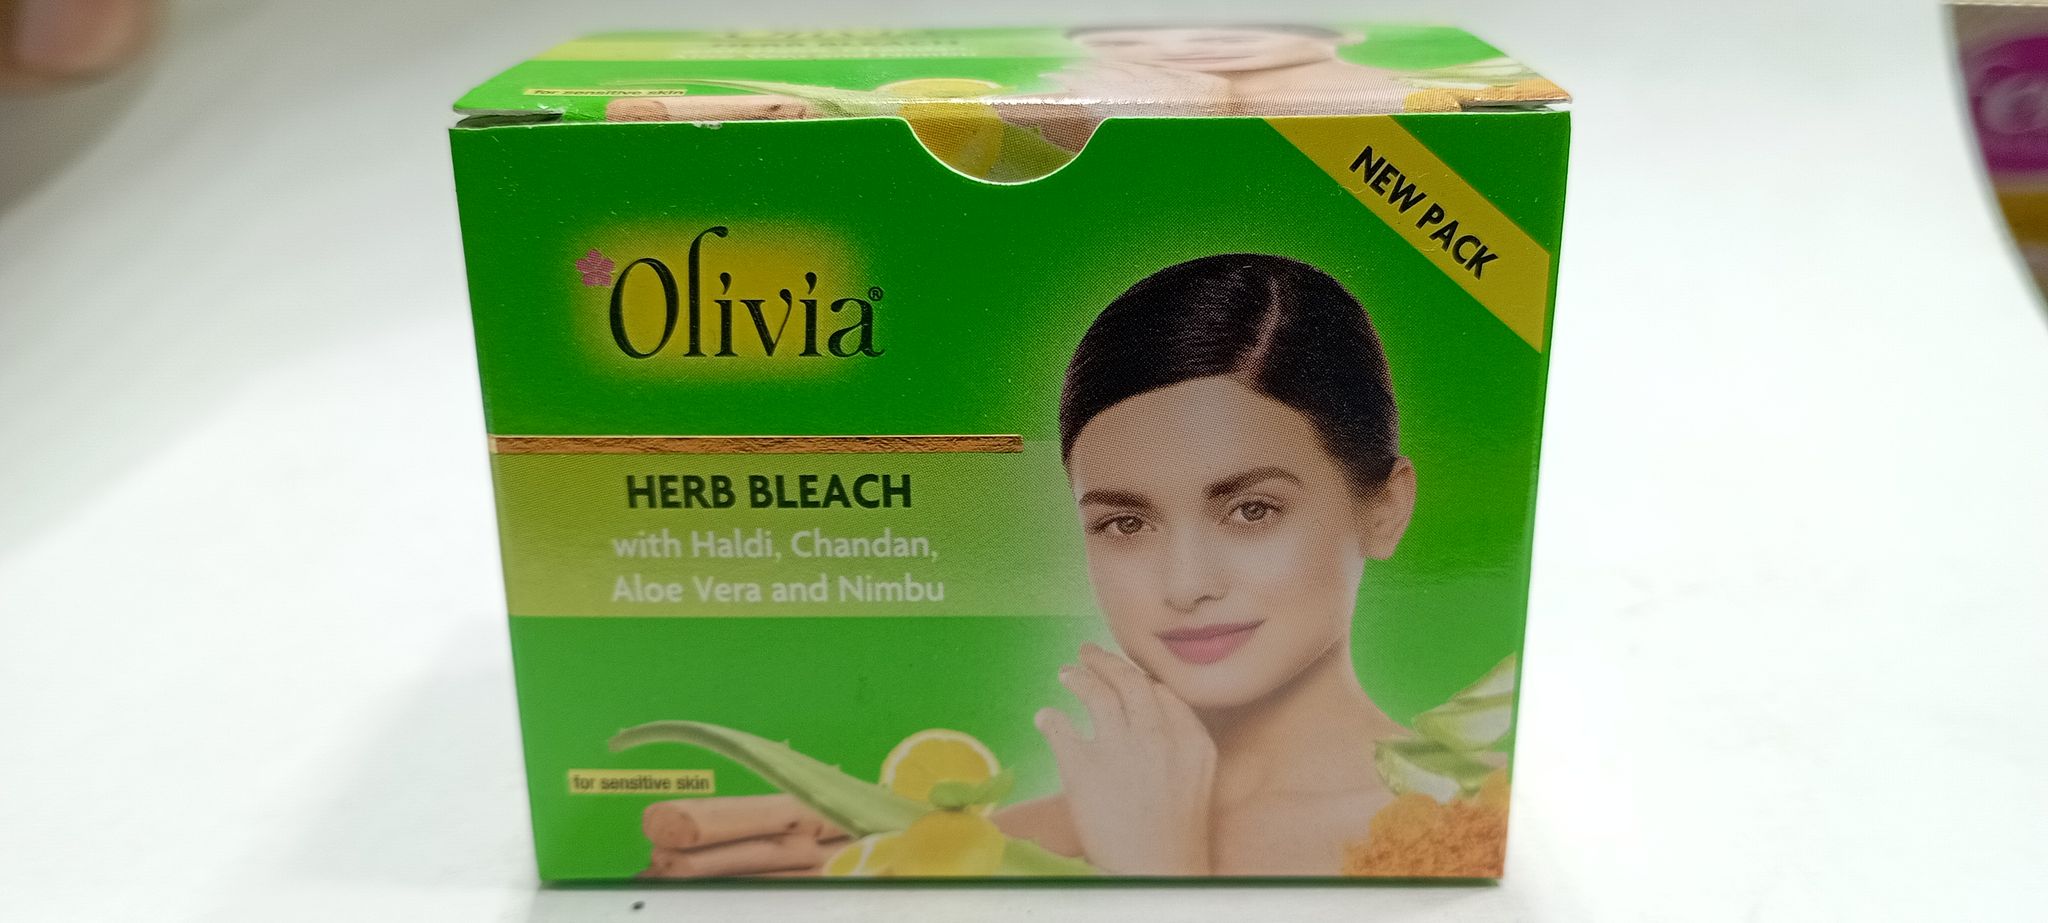 for sensitive skin
NEW PACK
Olivia®
HERB BLEACH
with Haldi, Chandan,
Aloe Vera and Nimbu
for sensitive skin